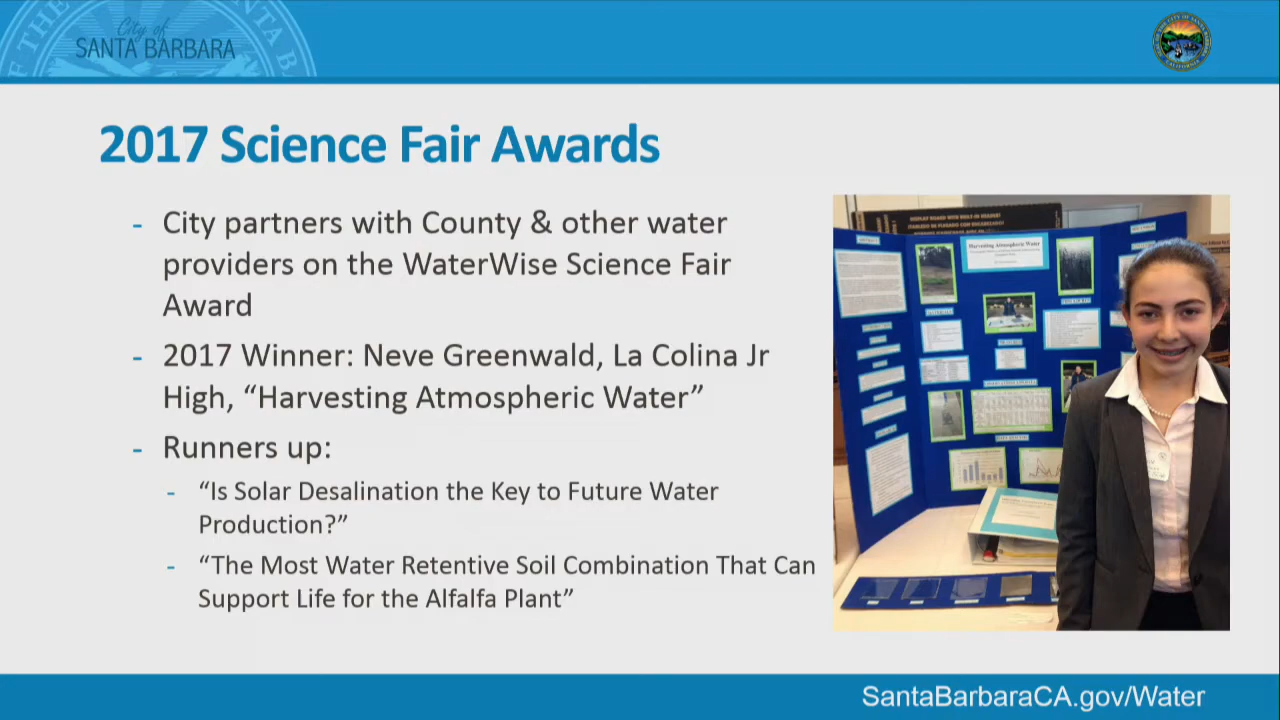 City of
SANTA BARBARA
2017 Science Fair Awards
- City partners with County & other water
providers on the WaterWise Science Fair
Award
- 2017 Winner: Neve Greenwald, La Colina Jr
High, “Harvesting Atmospheric Water”
- Runners up:
- “Is Solar Desalination the Key to Future Water
Production?”
- “The Most Water Retentive Soil Combination That Can
Support Life for the Alfalfa Plant”
Harvesting Atmospheric Water
SantaBarbaraCA.gov/Water